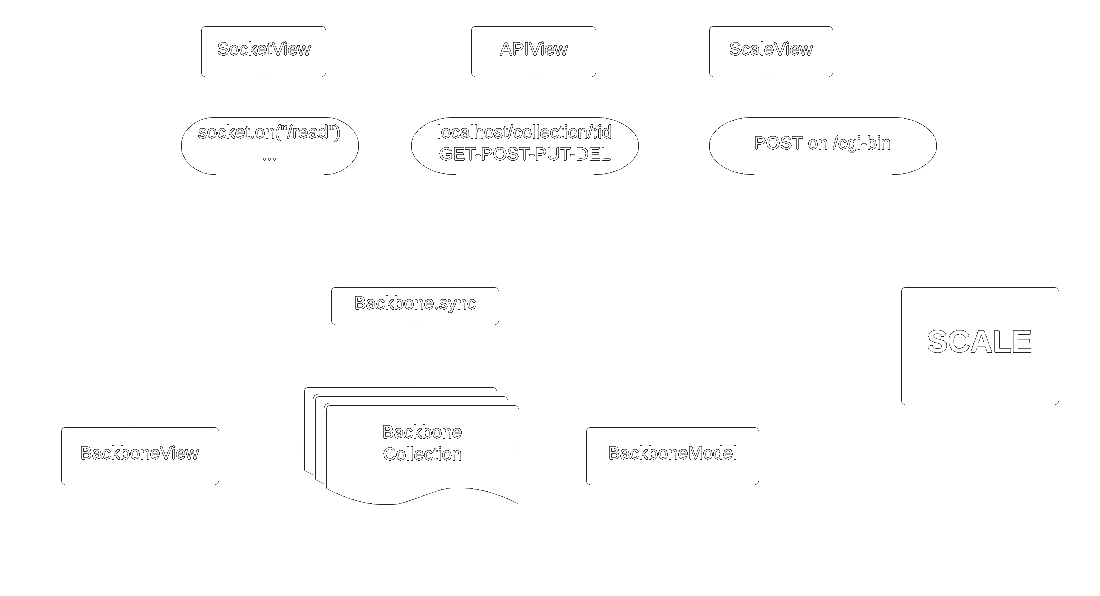 SocketView
APIView
ScaleView
socket.on("/read")
...
localhost/collection/:id
GET-POST-PUT-DEL
POST on /cgi-bin
Backbone.sync
SCALE
Backbone
Collection
BackboneView
BackboneModel